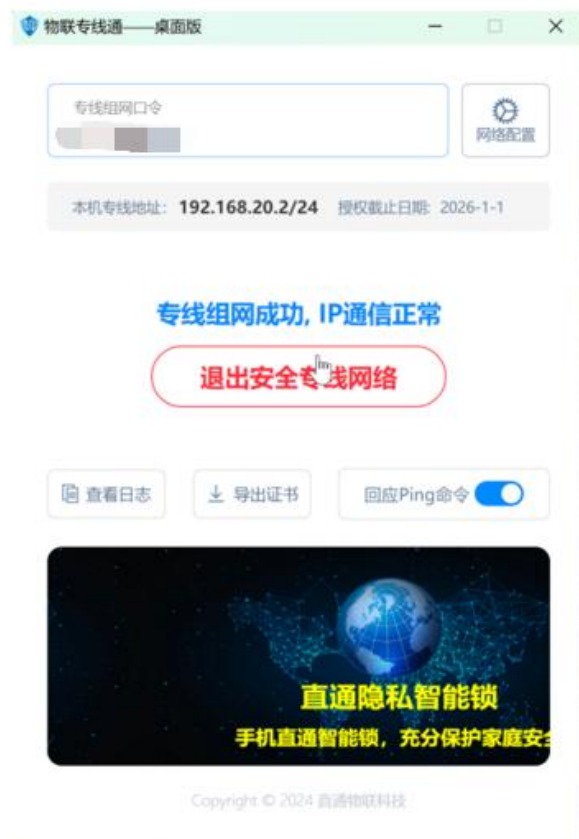 物联专线通——桌面版
专线组网口令
网络配置
本机专线地址: 192.168.20.2/24 授权截止日期: 2026-1-1
专线组网成功, IP通信正常
退出安全专线网络
查看日志 导出证书 回应Ping命令
直通隐私智能锁
手机直通智能锁，充分保护家庭安全
Copyright © 2024 直通物联科技